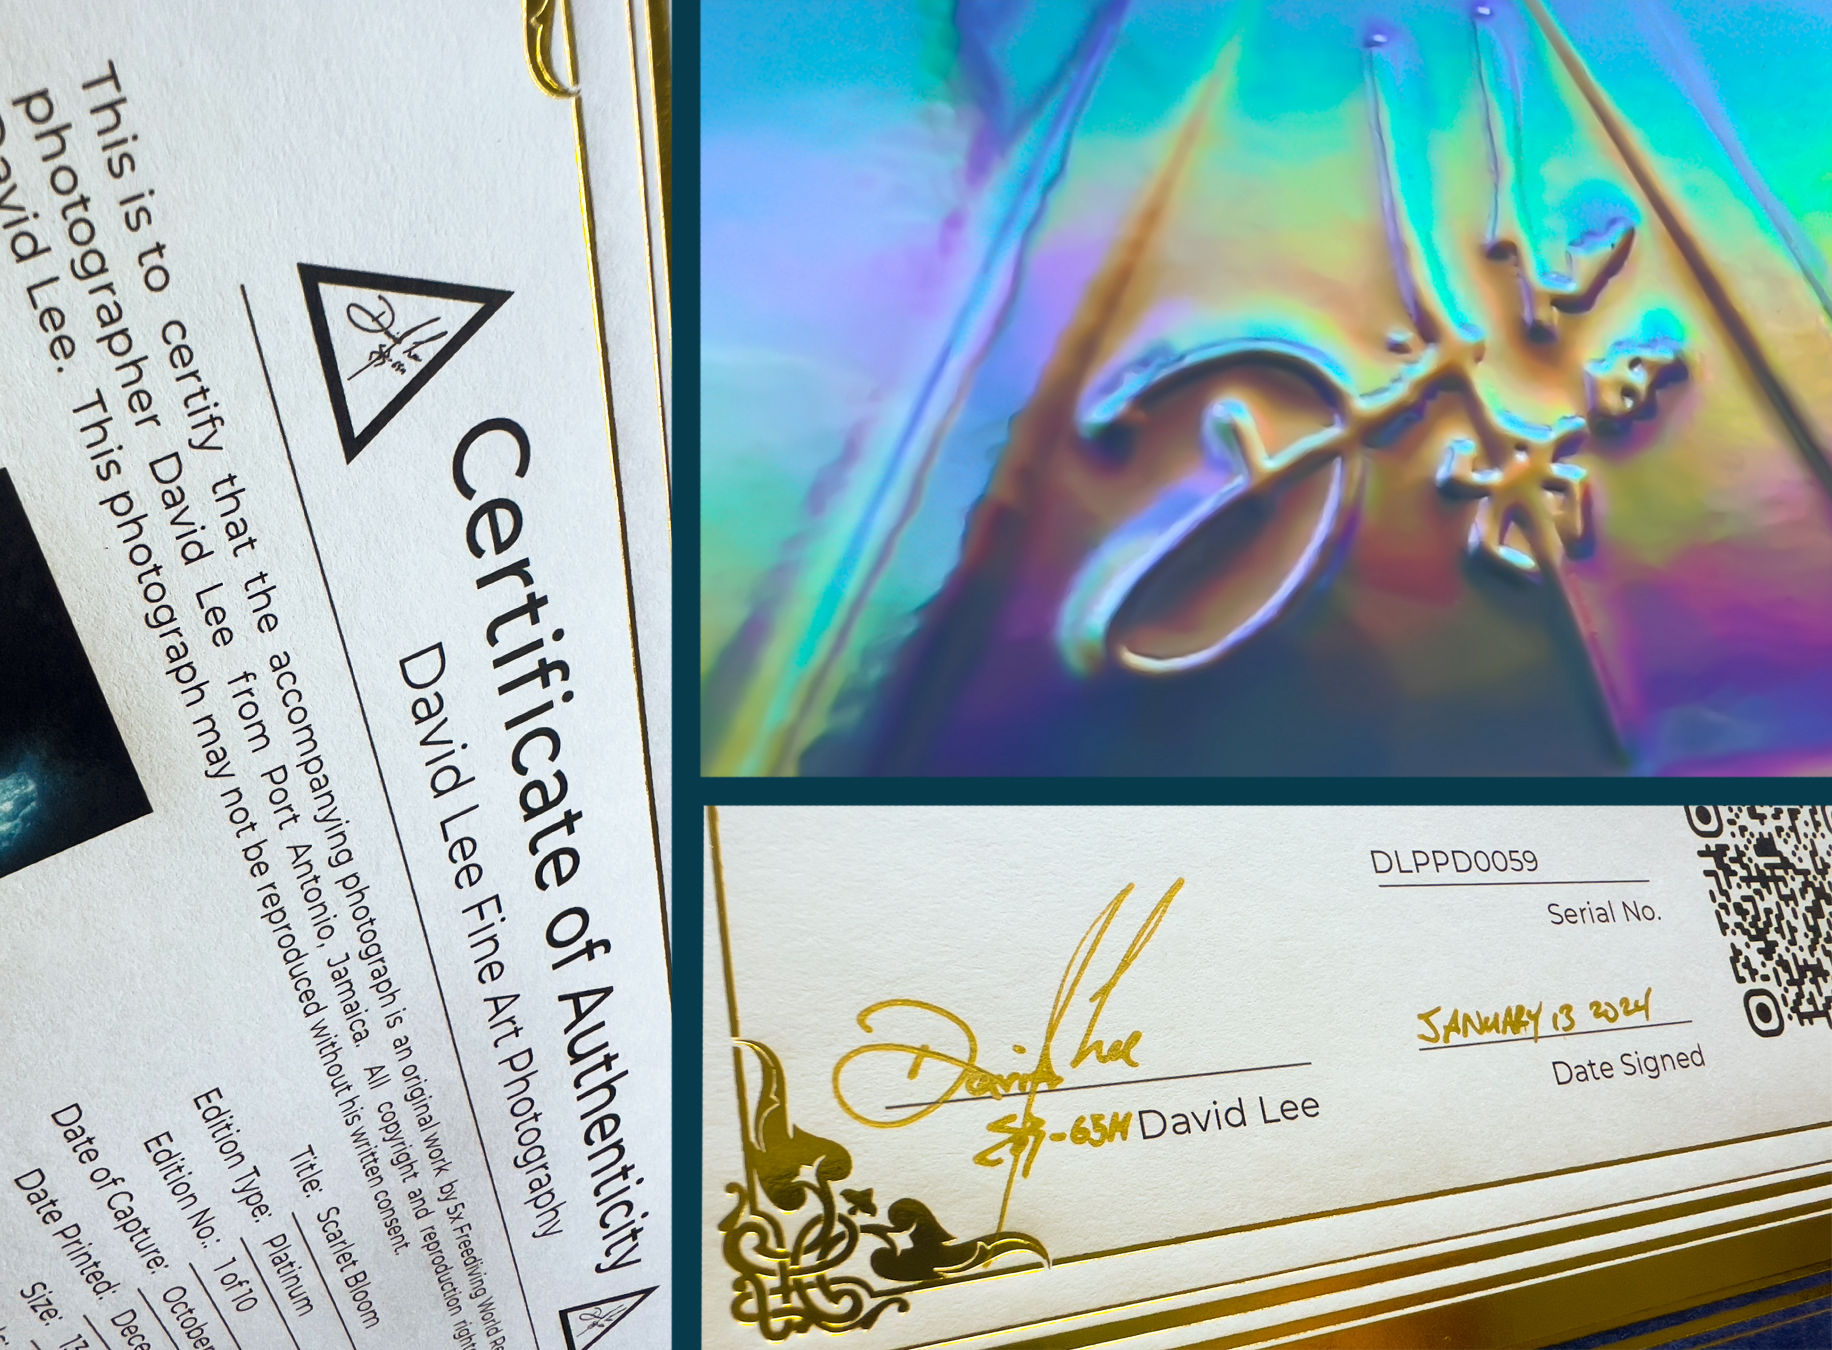 Certificate of Authenticity
David Lee Fine Art Photography
This is to certify that the accompanying photograph is an original work by 5x Freediving World
photographer David Lee from Port Antonio, Jamaica. All copyright and reproduction
David Lee. This photograph may not be reproduced without his written consent.
Title: Scarlet Bloom
Edition Type: Platinum
Edition No.: 1 of 10
Date of Capture: October
Date Printed:
Size:
DLPPD0059
Serial No.
JANUARY 13 2024
Date Signed
David Lee
David Lee